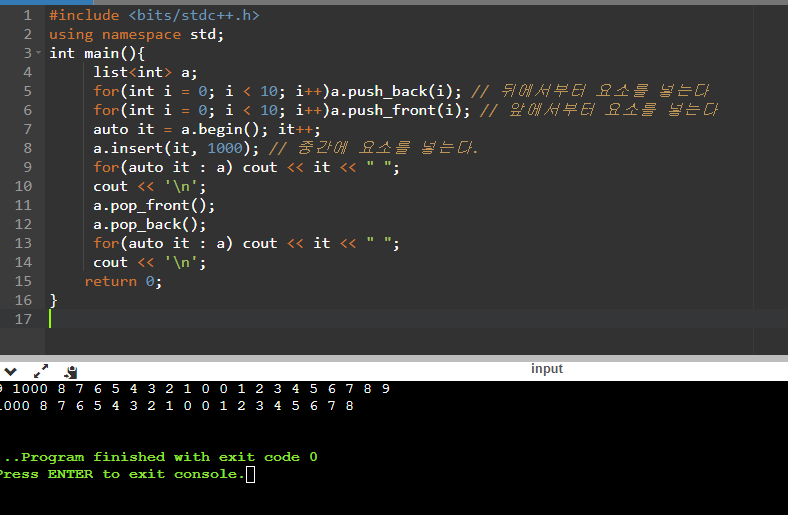 1 #include <bits/stdc++.h>
2 using namespace std;
3 int main(){
4 list<int> a;
5 for(int i = 0; i < 10; i++)a.push_back(i); // 뒤에서부터 요소를 넣는다
6 for(int i = 0; i < 10; i++)a.push_front(i); // 앞에서부터 요소를 넣는다
7 auto it = a.begin(); it++;
8 a.insert(it, 1000); // 중간에 요소를 넣는다.
9 for(auto it : a) cout << it << " ";
10 cout << '\n';
11 a.pop_front();
12 a.pop_back();
13 for(auto it : a) cout << it << " ";
14 cout << '\n';
15 return 0;
16 }
17
input
9 1000 8 7 6 5 4 3 2 1 0 0 1 2 3 4 5 6 7 8 9
1000 8 7 6 5 4 3 2 1 0 0 1 2 3 4 5 6 7 8
...Program finished with exit code 0
Press ENTER to exit console.